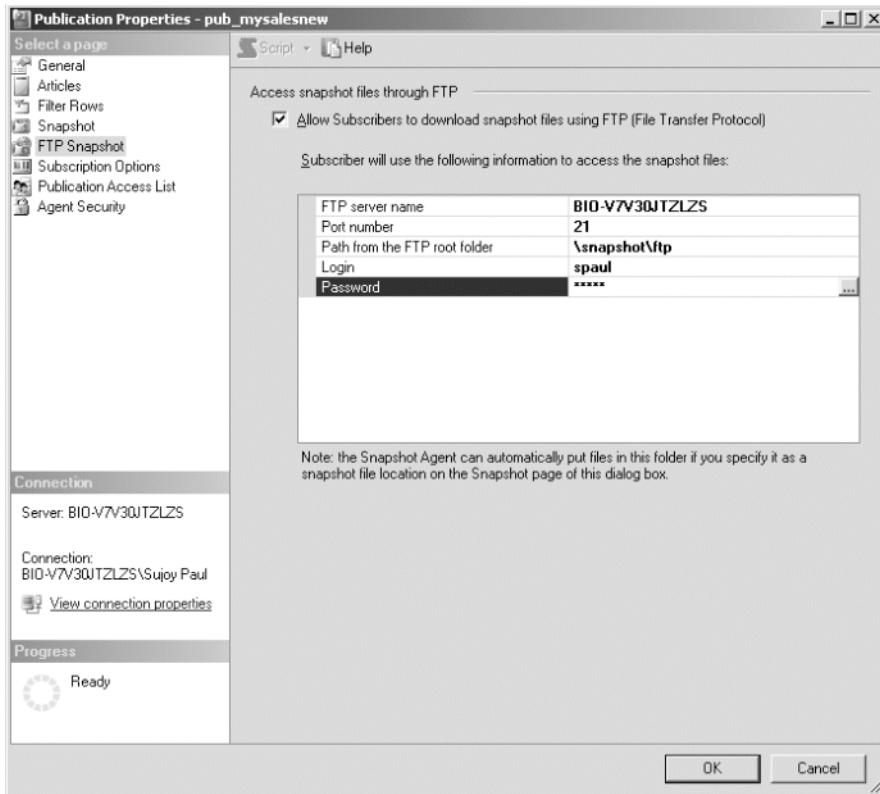 Publication Properties - pub_mysalesnew
Select a page
General
Articles
Filter Rows
Snapshot
FTP Snapshot
Subscription Options
Publication Access List
Agent Security
Script
Help
Access snapshot files through FTP
Allow Subscribers to download snapshot files using FTP (File Transfer Protocol)
Subscriber will use the following information to access the snapshot files:
FTP server name BIO-V7V30JTZLZS
Port number 21
Path from the FTP root folder \snapshot\ftp
Login spaul
Password *****
...
Note: the Snapshot Agent can automatically put files in this folder if you specify it as a
snapshot file location on the Snapshot page of this dialog box.
Connection
Server: BIO-V7V30JTZLZS
Connection:
BIO-V7V30JTZLZS\Sujoy Paul
View connection properties
Progress
Ready
OK
Cancel